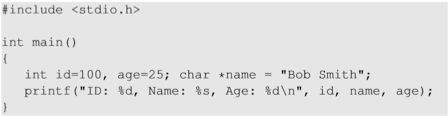 #include <stdio.h>
int main()
{
int id=100, age=25; char *name = "Bob Smith";
printf("ID: %d, Name: %s, Age: %d\n", id, name, age);
}